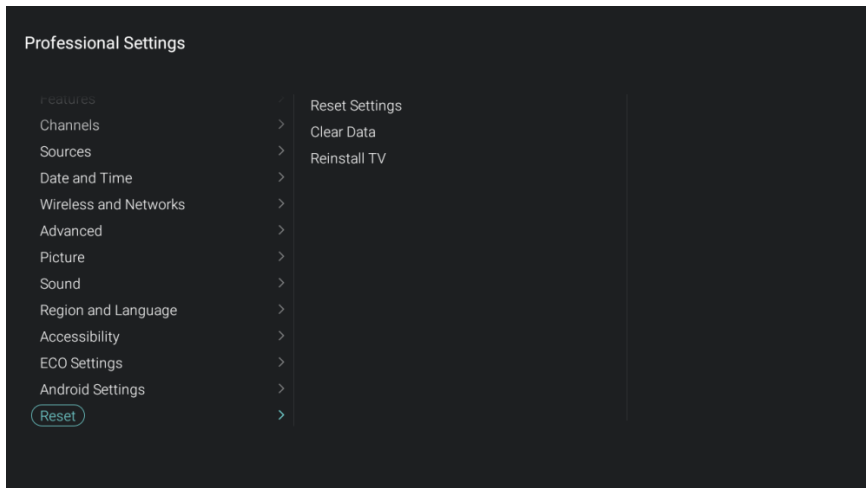 Professional Settings
Features
Channels
Sources
Date and Time
Wireless and Networks
Advanced
Picture
Sound
Region and Language
Accessibility
ECO Settings
Android Settings
Reset
Reset Settings
Clear Data
Reinstall TV